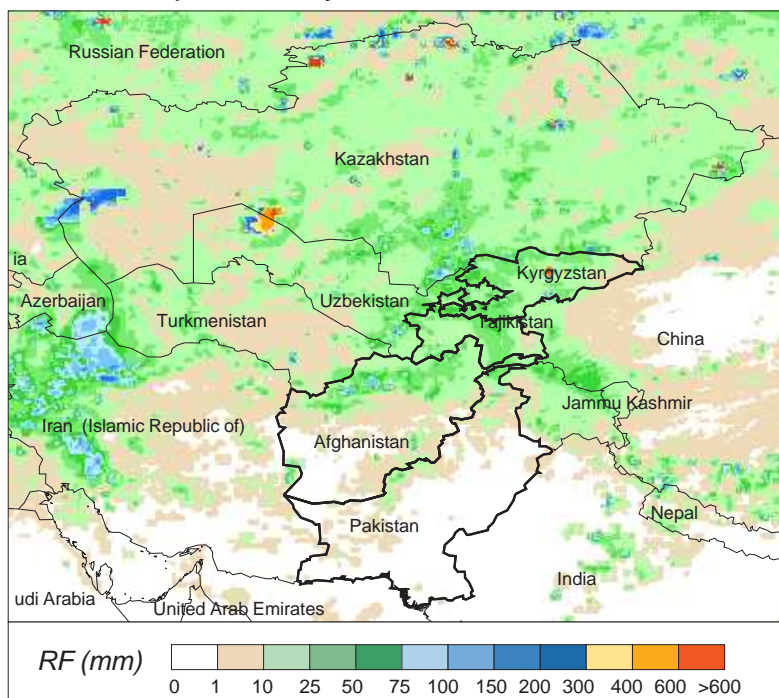 Russian Federation
Kazakhstan
ia
Kyrgyzstan
Azerbaijan
Uzbekistan
Turkmenistan
Tajikistan
China
Jammu Kashmir
Iran (Islamic Republic of)
Afghanistan
Nepal
Pakistan
India
udi Arabia
United Arab Emirates
RF (mm)
0 1 10 25 50 75 100 150 200 300 400 600 >600